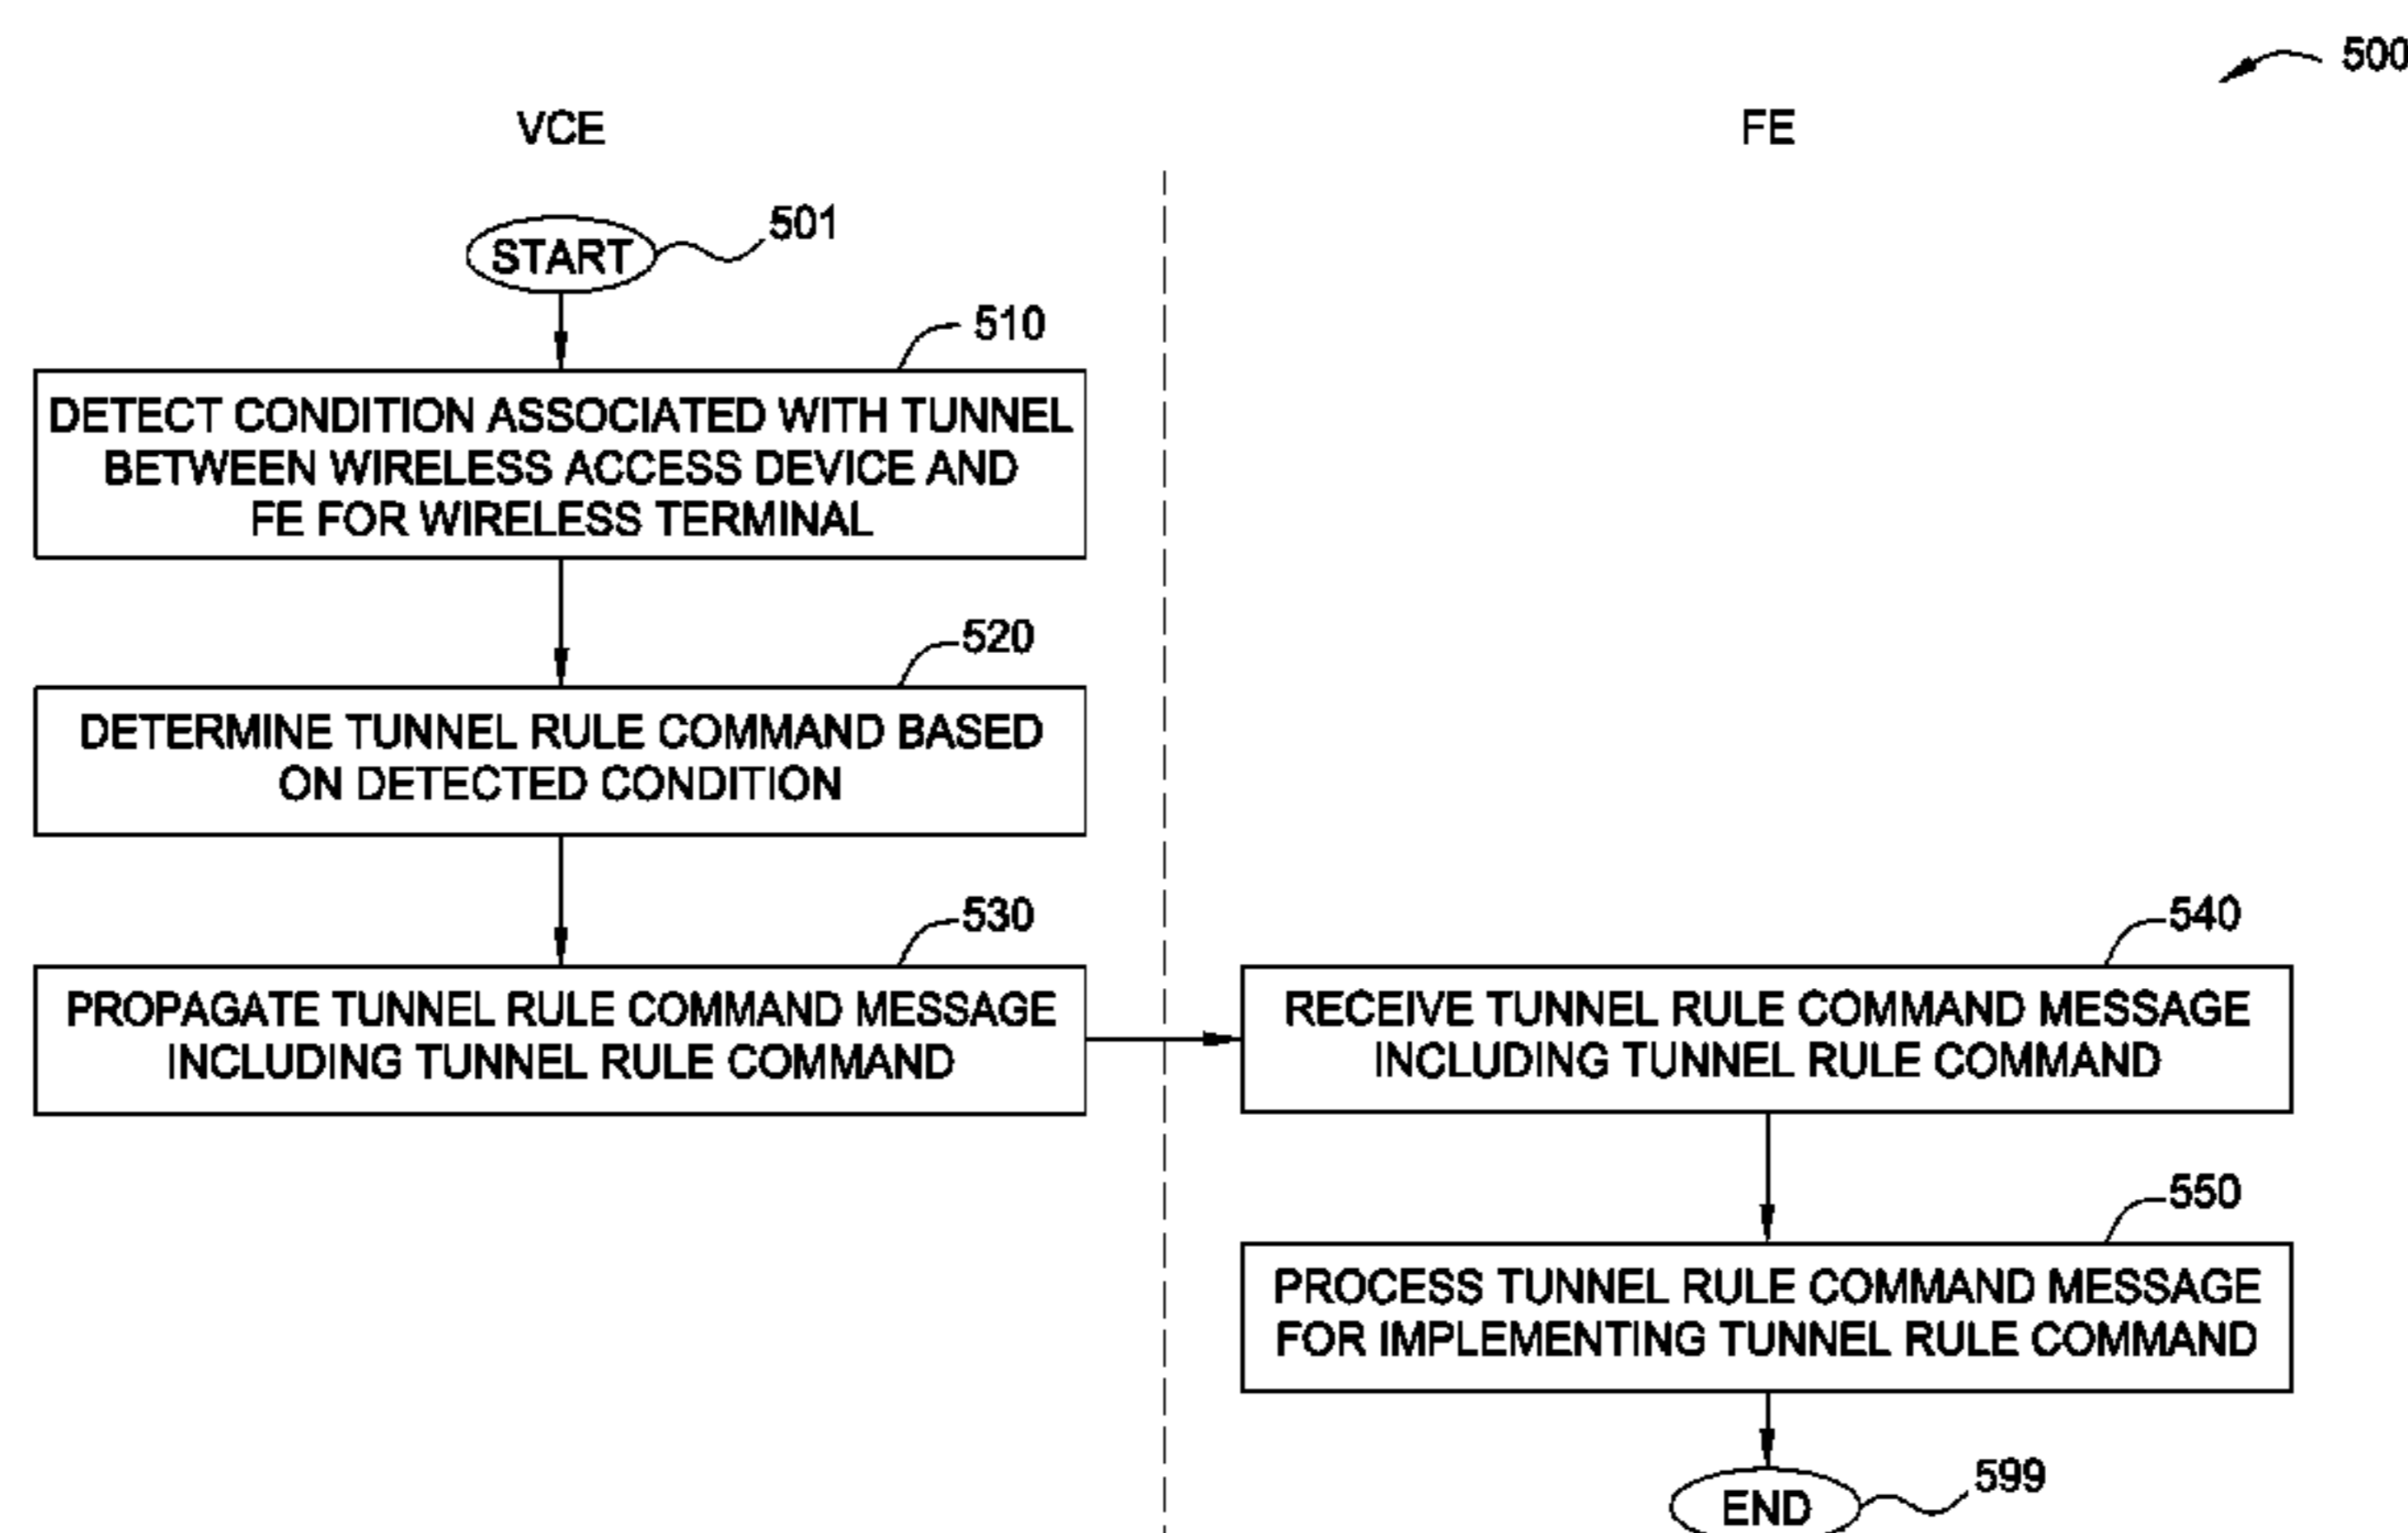 500
VCE
FE
START
501
510
DETECT CONDITION ASSOCIATED WITH TUNNEL
BETWEEN WIRELESS ACCESS DEVICE AND
FE FOR WIRELESS TERMINAL
520
DETERMINE TUNNEL RULE COMMAND BASED
ON DETECTED CONDITION
530
PROPAGATE TUNNEL RULE COMMAND MESSAGE
INCLUDING TUNNEL RULE COMMAND
540
RECEIVE TUNNEL RULE COMMAND MESSAGE
INCLUDING TUNNEL RULE COMMAND
550
PROCESS TUNNEL RULE COMMAND MESSAGE
FOR IMPLEMENTING TUNNEL RULE COMMAND
END
599